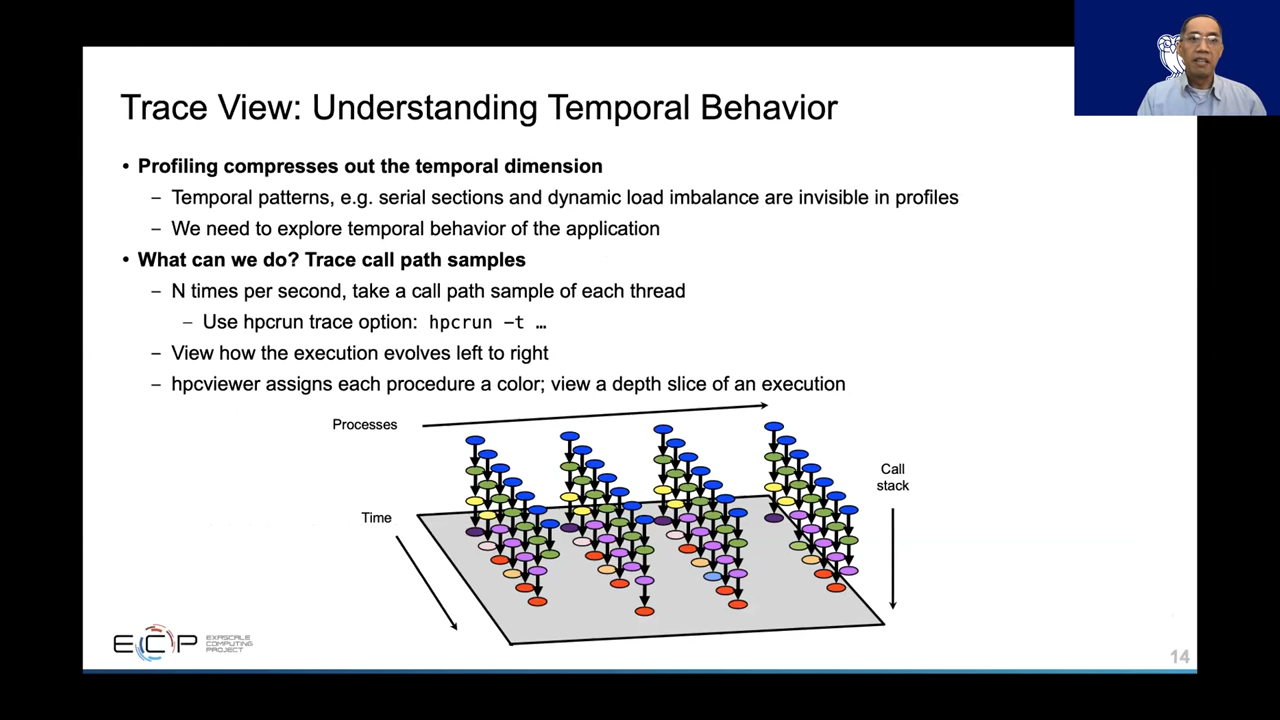 Trace View: Understanding Temporal Behavior
• Profiling compresses out the temporal dimension
– Temporal patterns, e.g. serial sections and dynamic load imbalance are invisible in profiles
– We need to explore temporal behavior of the application
• What can we do? Trace call path samples
– N times per second, take a call path sample of each thread
– Use hpcrun trace option: hpcrun –t …
– View how the execution evolves left to right
– hpcviewer assigns each procedure a color; view a depth slice of an execution
Processes
Call
stack
Time
ECP
EXASCALE
COMPUTING
PROJECT
14